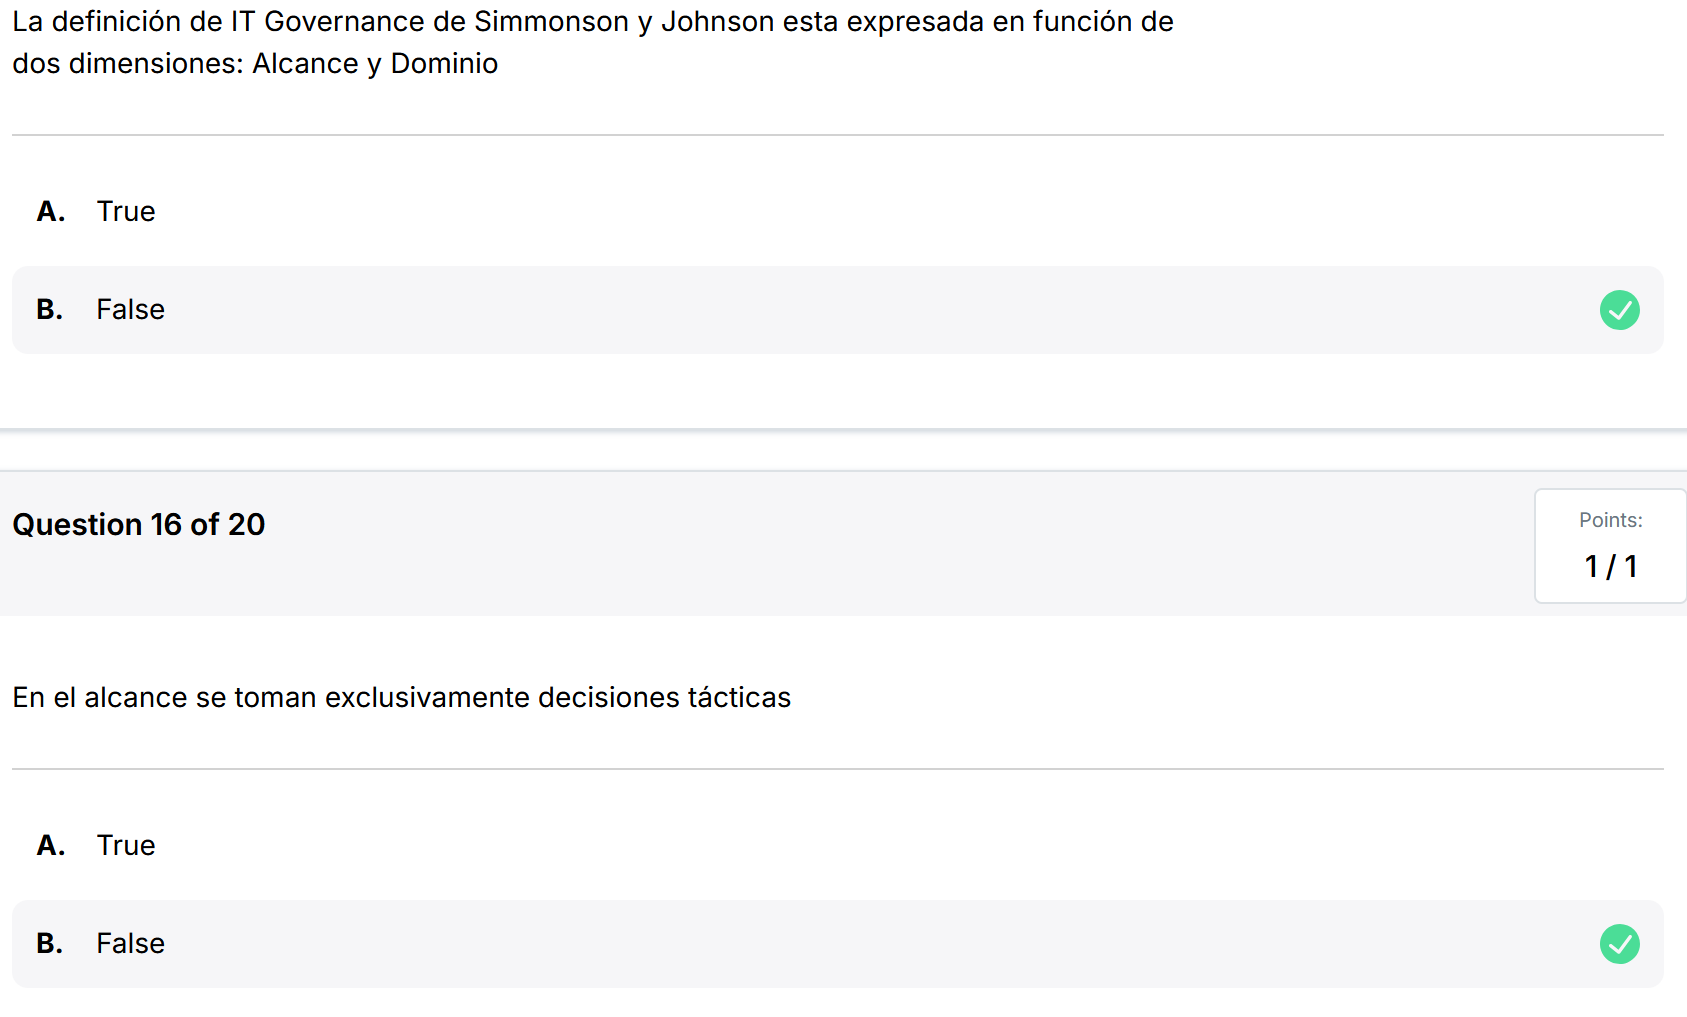 La definición de IT Governance de Simmonson y Johnson esta expresada en función de
dos dimensiones: Alcance y Dominio
A. True
B. False
Question 16 of 20
Points:
1 / 1
En el alcance se toman exclusivamente decisiones tácticas
A. True
B. False